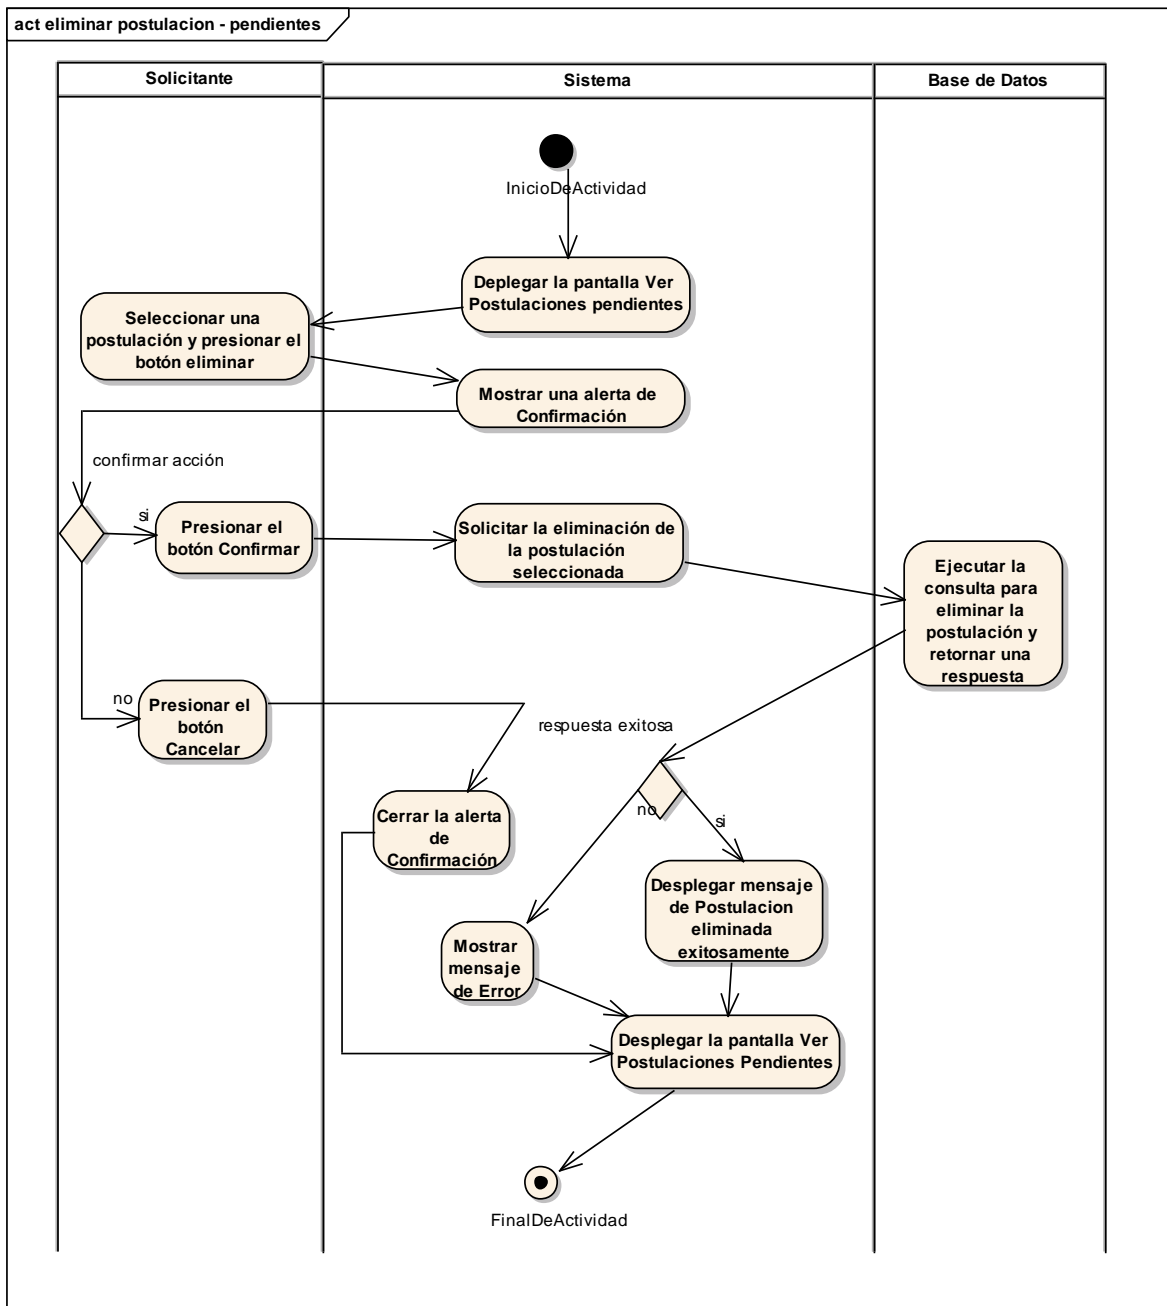 act eliminar postulacion - pendientes
Solicitante
Sistema
Base de Datos
InicioDeActividad
Deplegar la pantalla Ver
Postulaciones pendientes
Seleccionar una
postulación y presionar el
botón eliminar
Mostrar una alerta de
Confirmación
confirmar acción
si
Presionar el
botón Confirmar
Solicitar la eliminación de
la postulación
seleccionada
Ejecutar la
consulta para
eliminar la
postulación y
retornar una
respuesta
no
Presionar el
botón
Cancelar
respuesta exitosa
Cerrar la alerta
de
Confirmación
no
si
Desplegar mensaje
de Postulacion
eliminada
exitosamente
Mostrar
mensaje
de Error
Desplegar la pantalla Ver
Postulaciones Pendientes
FinalDeActividad